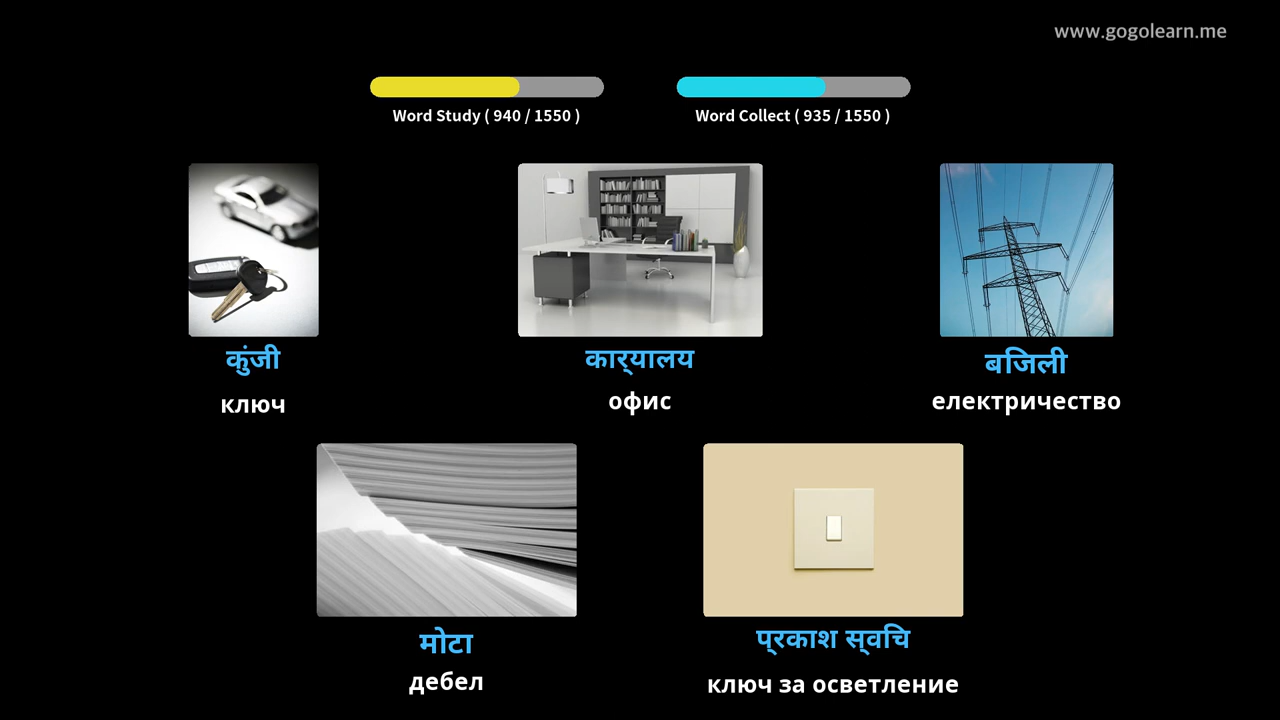 www.gogolearn.me
Word Study ( 940 / 1550 )
Word Collect ( 935 / 1550 )
कुंजी
कार्‌यालय
बजिली
ключ
офис
електричество
मोटा
प्‌रकाश स्‌वचि
дебел
ключ за осветление